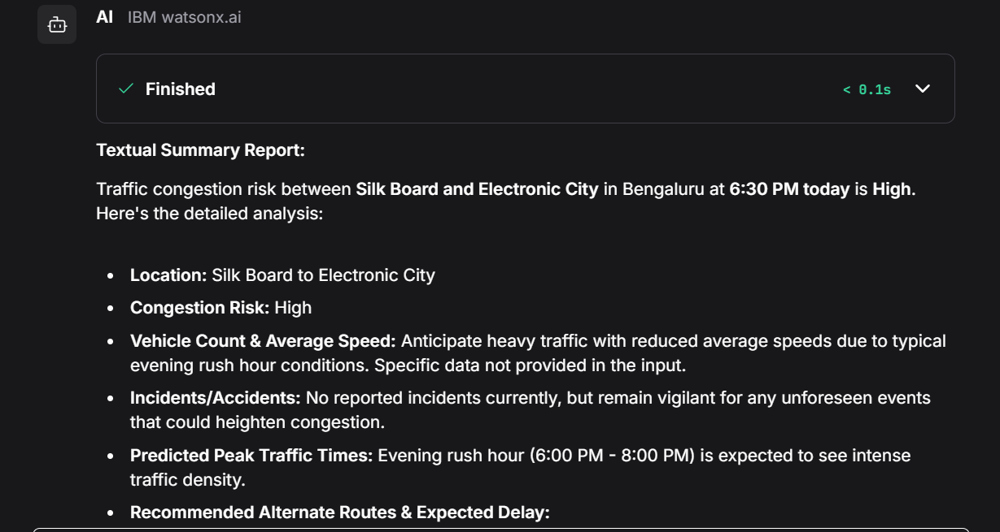 AI IBM watsonx.ai
Finished < 0.1s
Textual Summary Report:
Traffic congestion risk between Silk Board and Electronic City in Bengaluru at 6:30 PM today is High.
Here's the detailed analysis:
• Location: Silk Board to Electronic City
• Congestion Risk: High
• Vehicle Count & Average Speed: Anticipate heavy traffic with reduced average speeds due to typical
evening rush hour conditions. Specific data not provided in the input.
• Incidents/Accidents: No reported incidents currently, but remain vigilant for any unforeseen events
that could heighten congestion.
• Predicted Peak Traffic Times: Evening rush hour (6:00 PM - 8:00 PM) is expected to see intense
traffic density.
• Recommended Alternate Routes & Expected Delay: